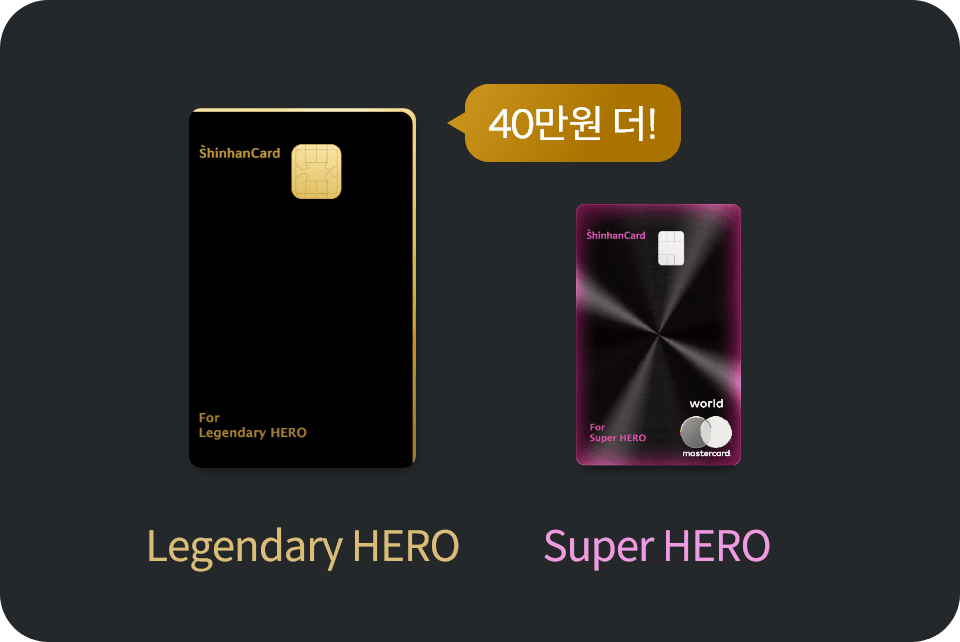 40만원 더!
ShinhanCard
For
Legendary HERO
ShinhanCard
For
Super HERO
world
mastercard
Legendary HERO
Super HERO